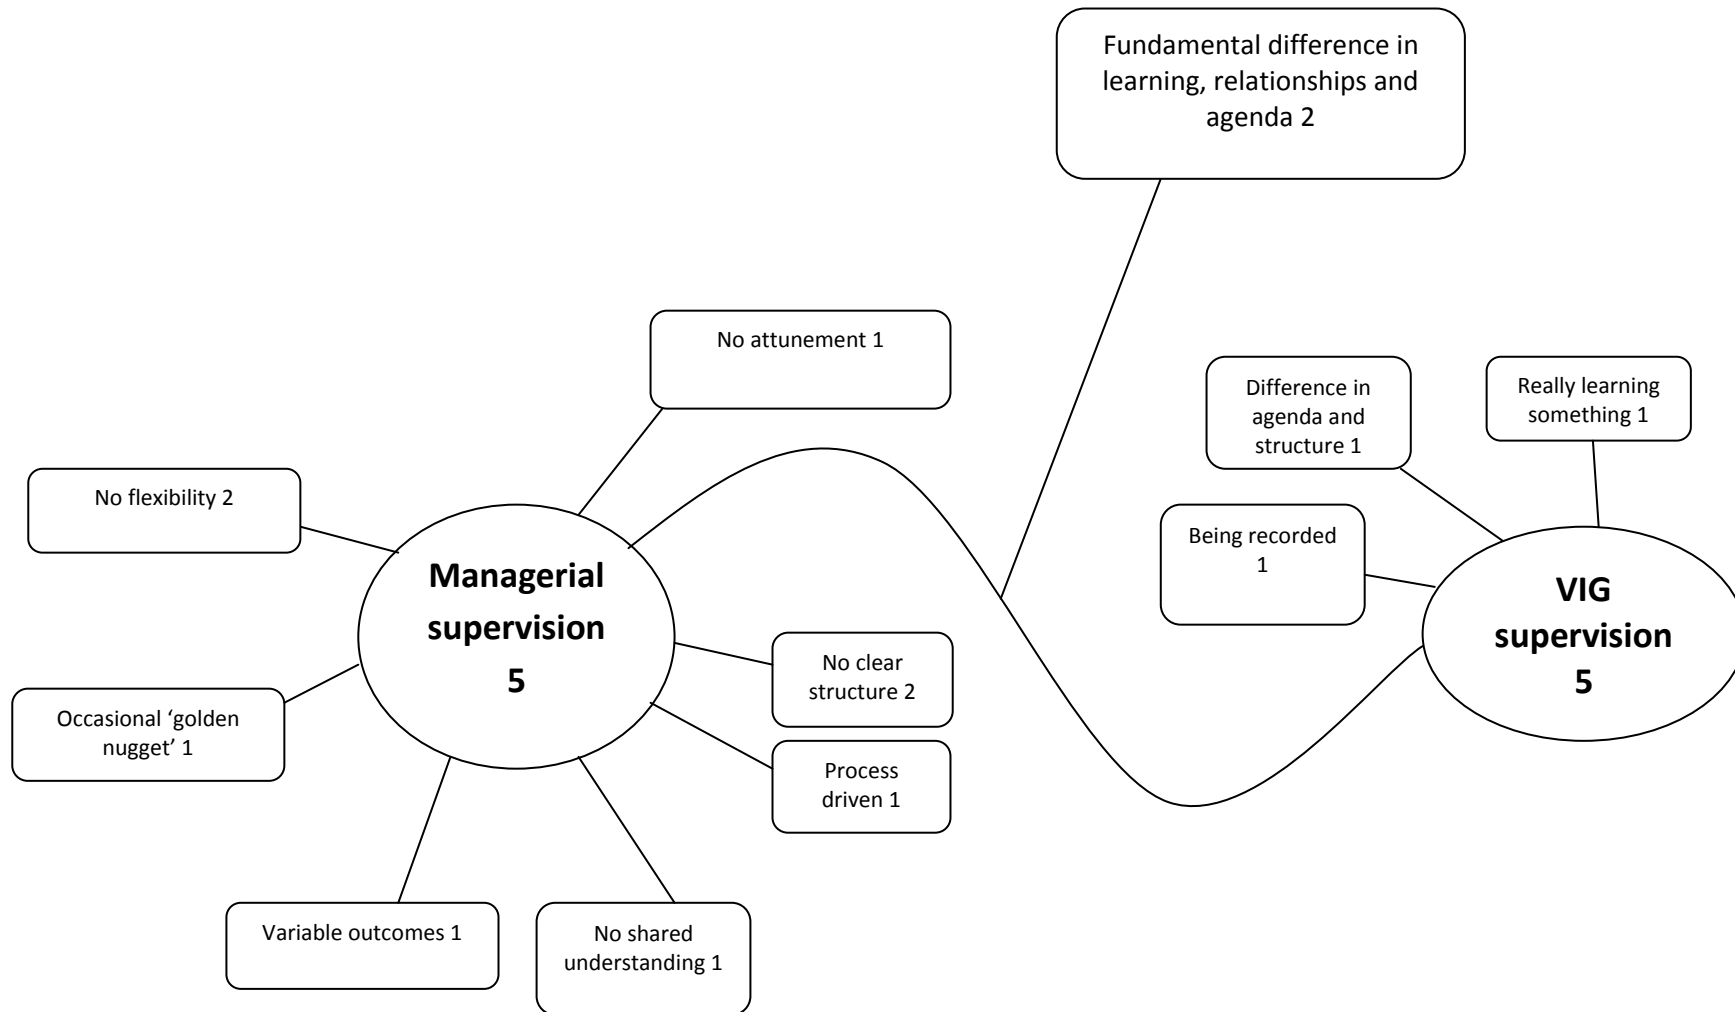 Fundamental difference in
learning, relationships and
agenda 2
No attunement 1
Difference in
agenda and
structure 1
Really learning
something 1
No flexibility 2
Being recorded
1
Managerial
supervision
5
VIG
supervision
5
No clear
structure 2
Occasional ‘golden
nugget’ 1
Process
driven 1
Variable outcomes 1
No shared
understanding 1